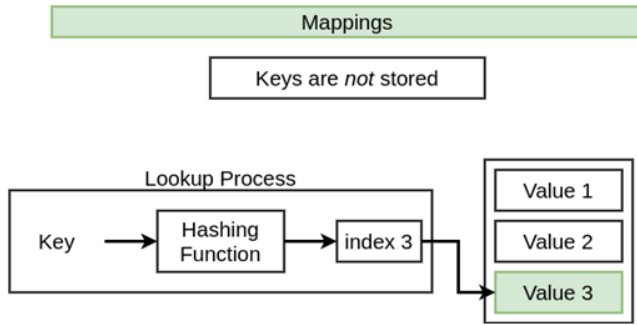 Mappings
Keys are not stored
Lookup Process
Key
Hashing
Function
index 3
Value 1
Value 2
Value 3